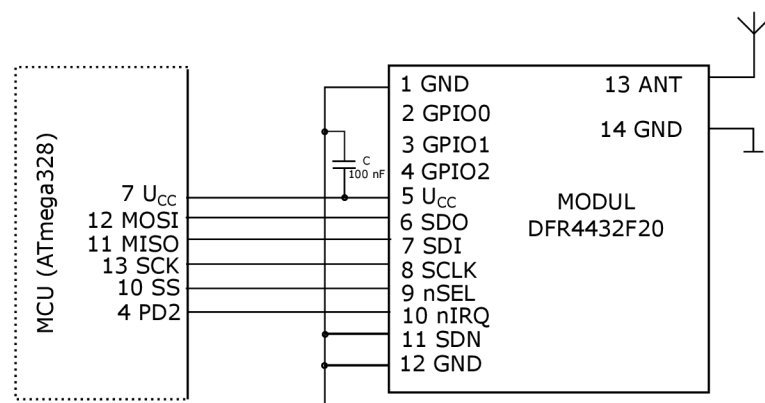 MCU (ATmega328)
7 UCC
12 MOSI
11 MISO
13 SCK
10 SS
4 PD2
C
100 nF
1 GND
2 GPIO0
3 GPIO1
4 GPIO2
5 UCC
6 SDO
7 SDI
8 SCLK
9 nSEL
10 nIRQ
11 SDN
12 GND
13 ANT
14 GND
MODUL
DFR4432F20